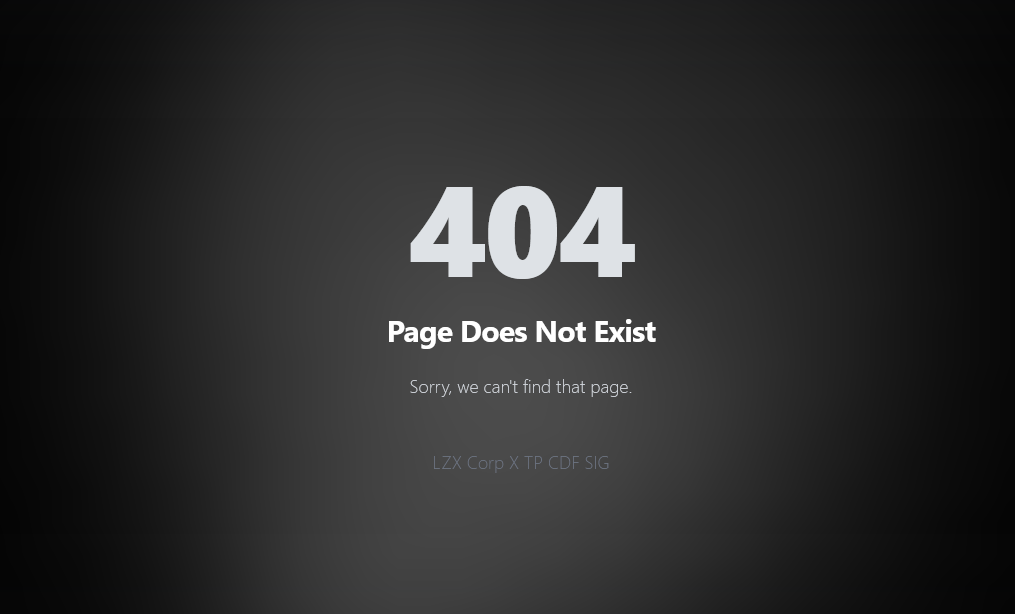 404
Page Does Not Exist
Sorry, we can't find that page.
LZX Corp X TP CDF SIG